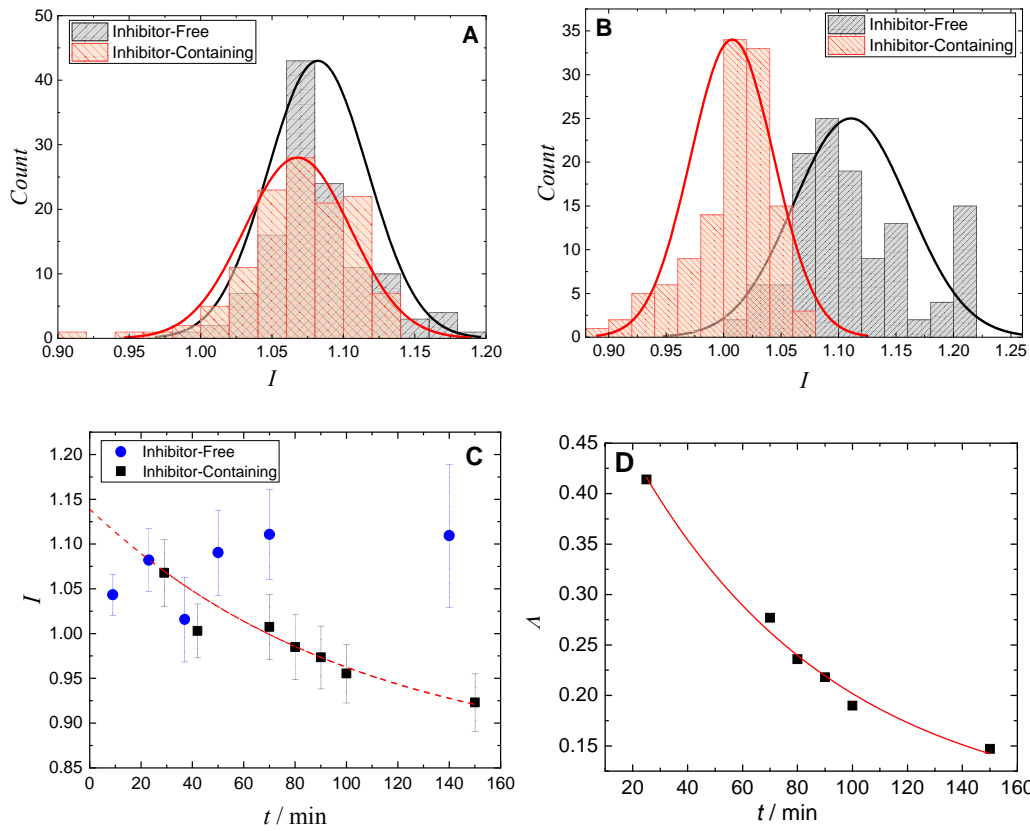 A
Inhibitor-Free
Inhibitor-Containing
50
40
30
20
10
0
Count
0.90 0.95 1.00 1.05 1.10 1.15 1.20
I
B
Inhibitor-Free
Inhibitor-Containing
35
30
25
20
15
10
5
0
Count
0.90 0.95 1.00 1.05 1.10 1.15 1.20 1.25
I
C
Inhibitor-Free
Inhibitor-Containing
1.20
1.15
1.10
1.05
1.00
0.95
0.90
0.85
I
0 20 40 60 80 100 120 140 160
t / min
D
0.45
0.40
0.35
0.30
0.25
0.20
0.15
Λ
20 40 60 80 100 120 140 160
t / min